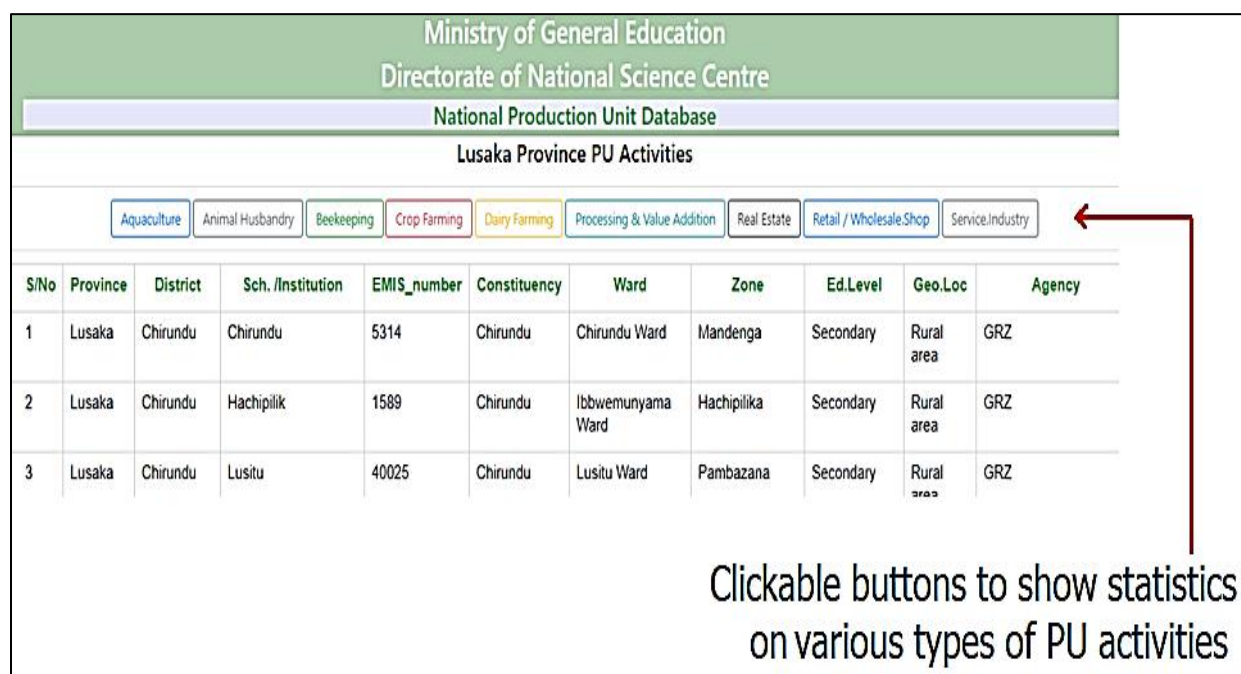 Ministry of General Education
Directorate of National Science Centre
National Production Unit Database
Lusaka Province PU Activities
Aquaculture Animal Husbandry Beekeeping Crop Farming Dairy Farming Processing & Value Addition Real Estate Retail / Wholesale.Shop Service.Industry
S/No Province District Sch. /Institution EMIS_number Constituency Ward Zone Ed.Level Geo.Loc Agency
1 Lusaka Chirundu Chirundu 5314 Chirundu Chirundu Ward Mandenga Secondary Rural area GRZ
2 Lusaka Chirundu Hachipilik 1589 Chirundu Ibbwemunyama Ward Hachipilika Secondary Rural area GRZ
3 Lusaka Chirundu Lusitu 40025 Chirundu Lusitu Ward Pambazana Secondary Rural area GRZ
Clickable buttons to show statistics
on various types of PU activities